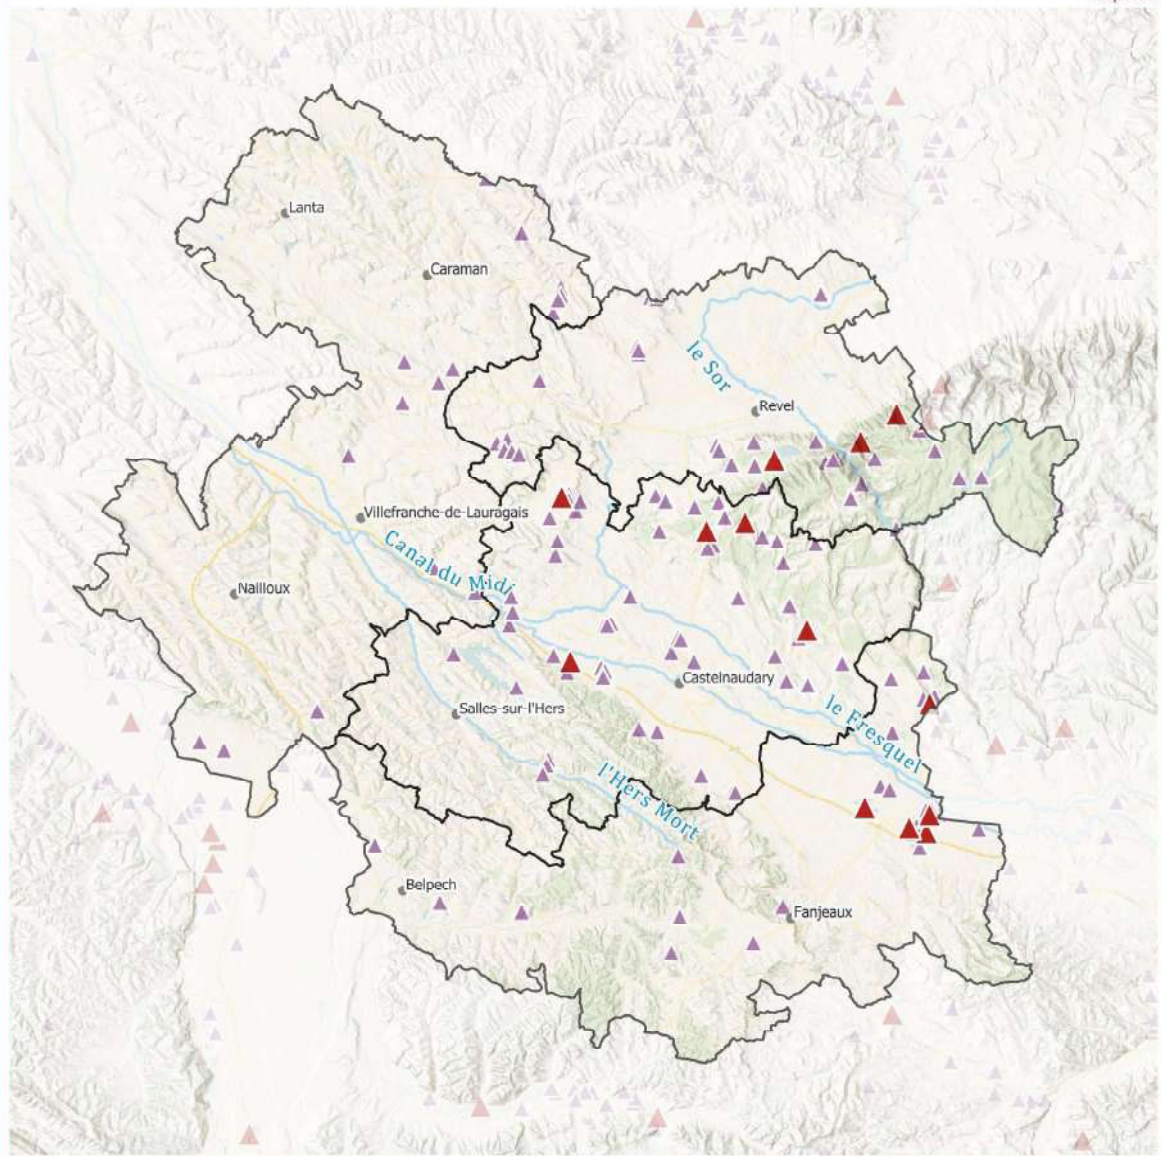 Lanta
Caraman
le Sor
Revel
Villefranche-de-Lauragais
Canal du Midi
Nailloux
Castelnaudary
Salles-sur-l'Hers
le Fresquel
l'Hers Mort
Belpech
Fanjeaux